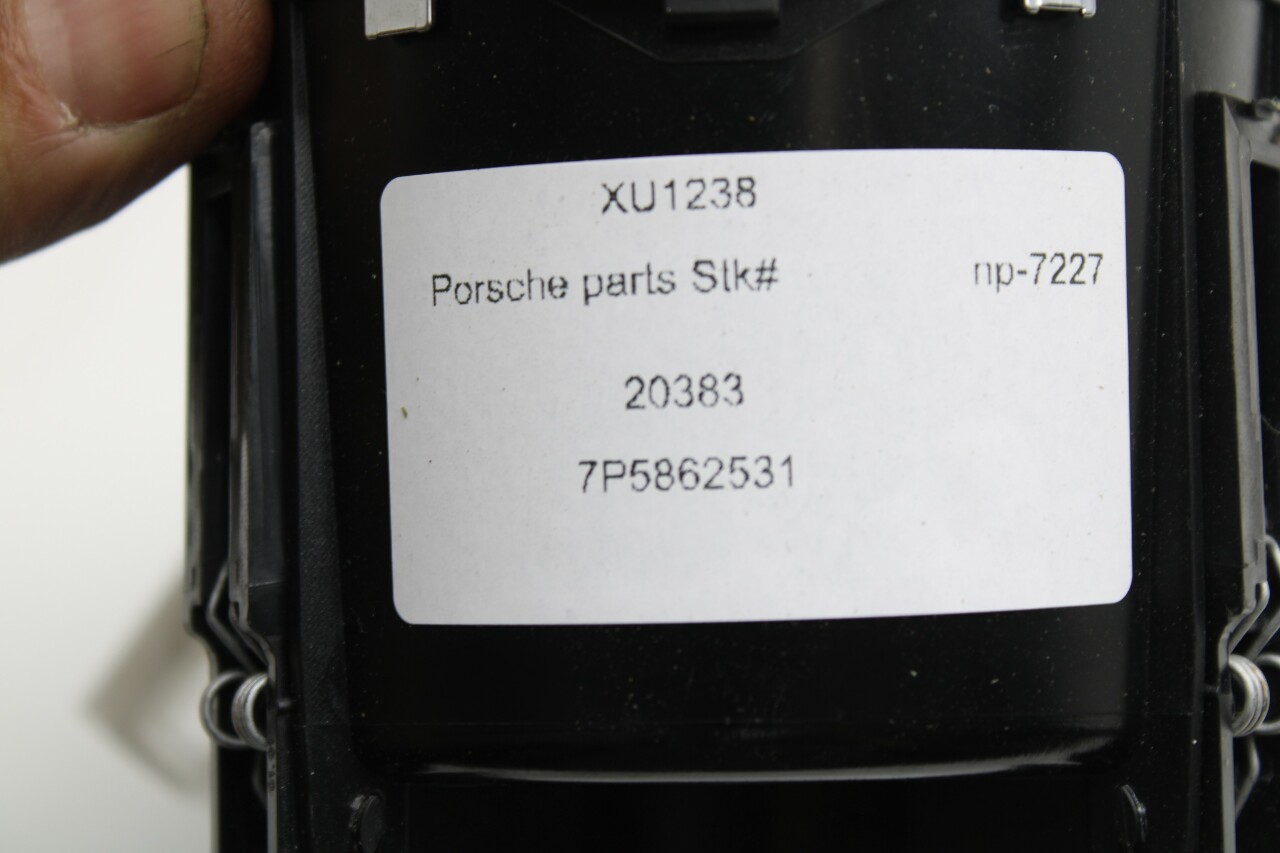 XU1238
Porsche parts Stk# np-7227
20383
7P5862531